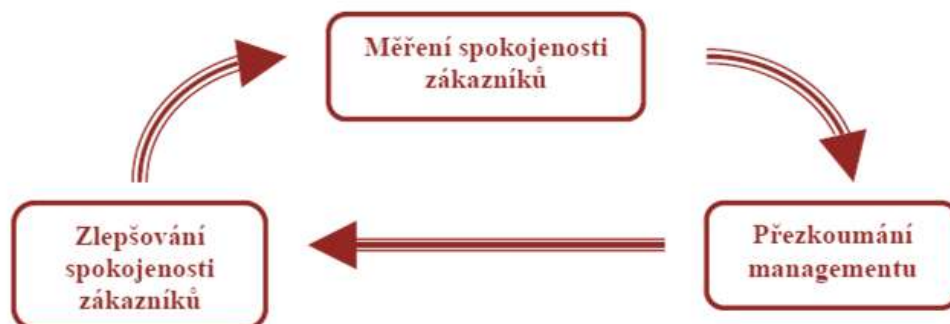 Měření spokojenosti
zákazníků
Zlepšování
spokojenosti
zákazníků
Přezkoumání
managementu